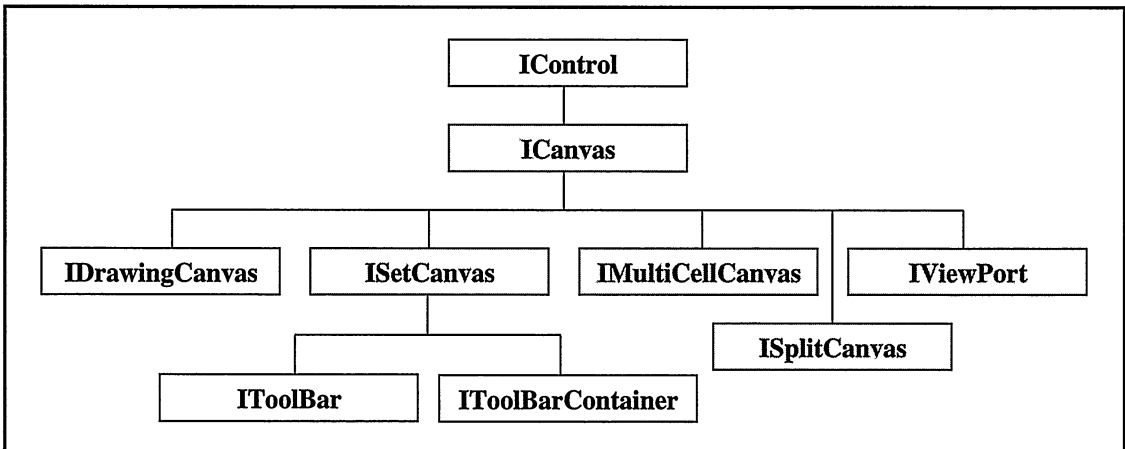 IControl
ICanvas
IDrawingCanvas
ISetCanvas
IMultiCellCanvas
IViewPort
ISplitCanvas
IToolBar
IToolBarContainer